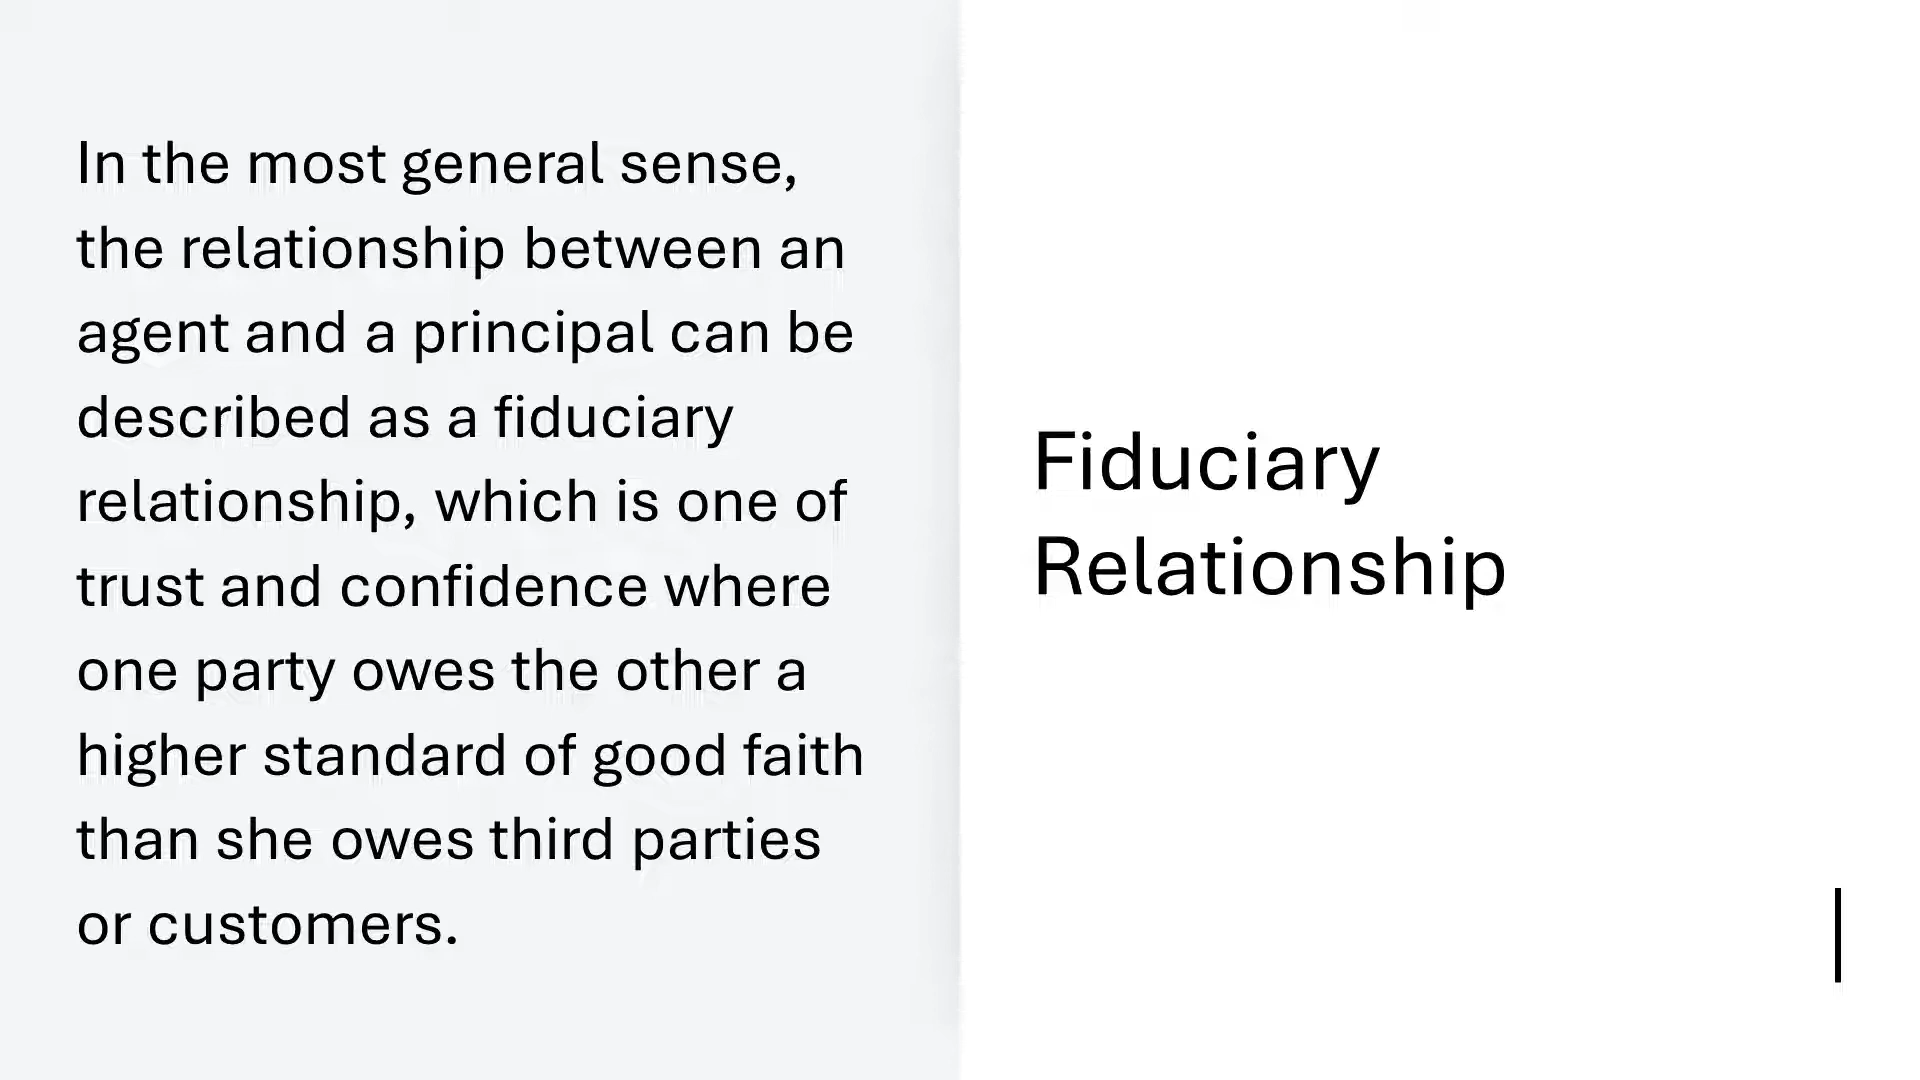 In the most general sense,
the relationship between an
agent and a principal can be
described as a fiduciary
relationship, which is one of
trust and confidence where
one party owes the other a
higher standard of good faith
than she owes third parties
or customers.
Fiduciary
Relationship